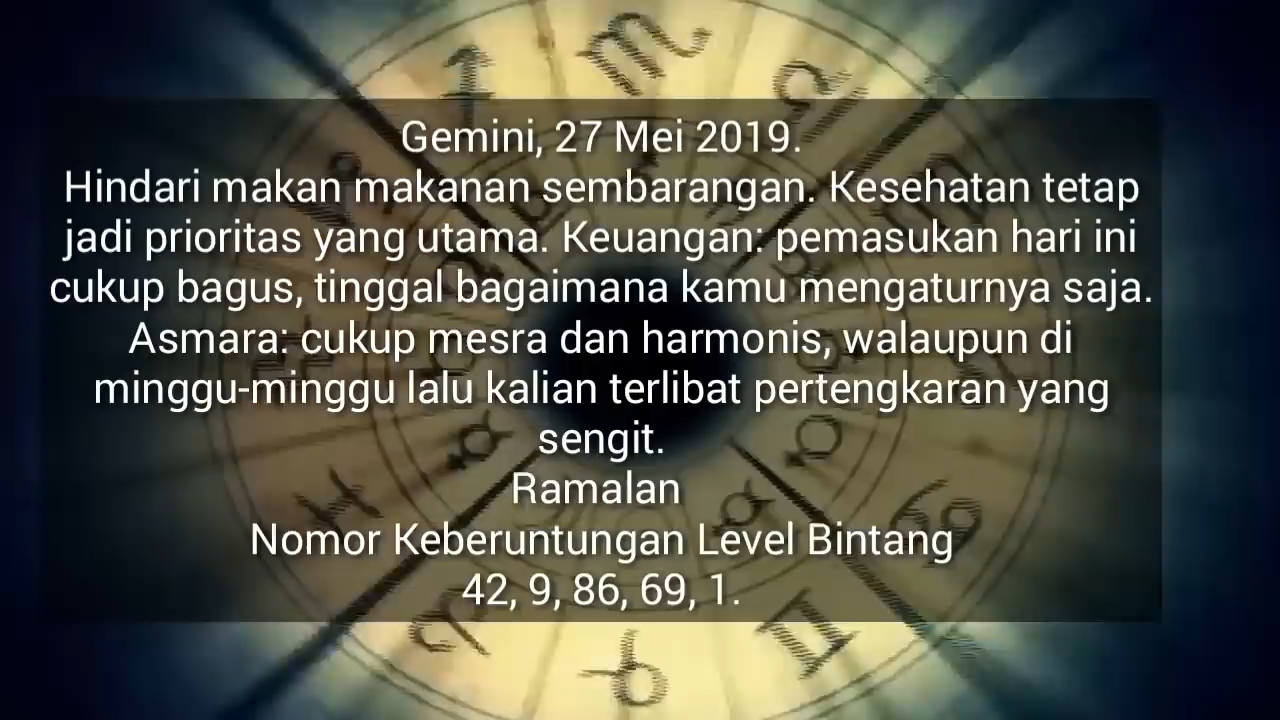 Gemini, 27 Mei 2019.
Hindari makan makanan sembarangan. Kesehatan tetap
jadi prioritas yang utama. Keuangan: pemasukan hari ini
cukup bagus, tinggal bagaimana kamu mengaturnya saja.
Asmara: cukup mesra dan harmonis, walaupun di
minggu-minggu lalu kalian terlibat pertengkaran yang
sengit.
Ramalan
Nomor Keberuntungan Level Bintang
42, 9, 86, 69, 1.